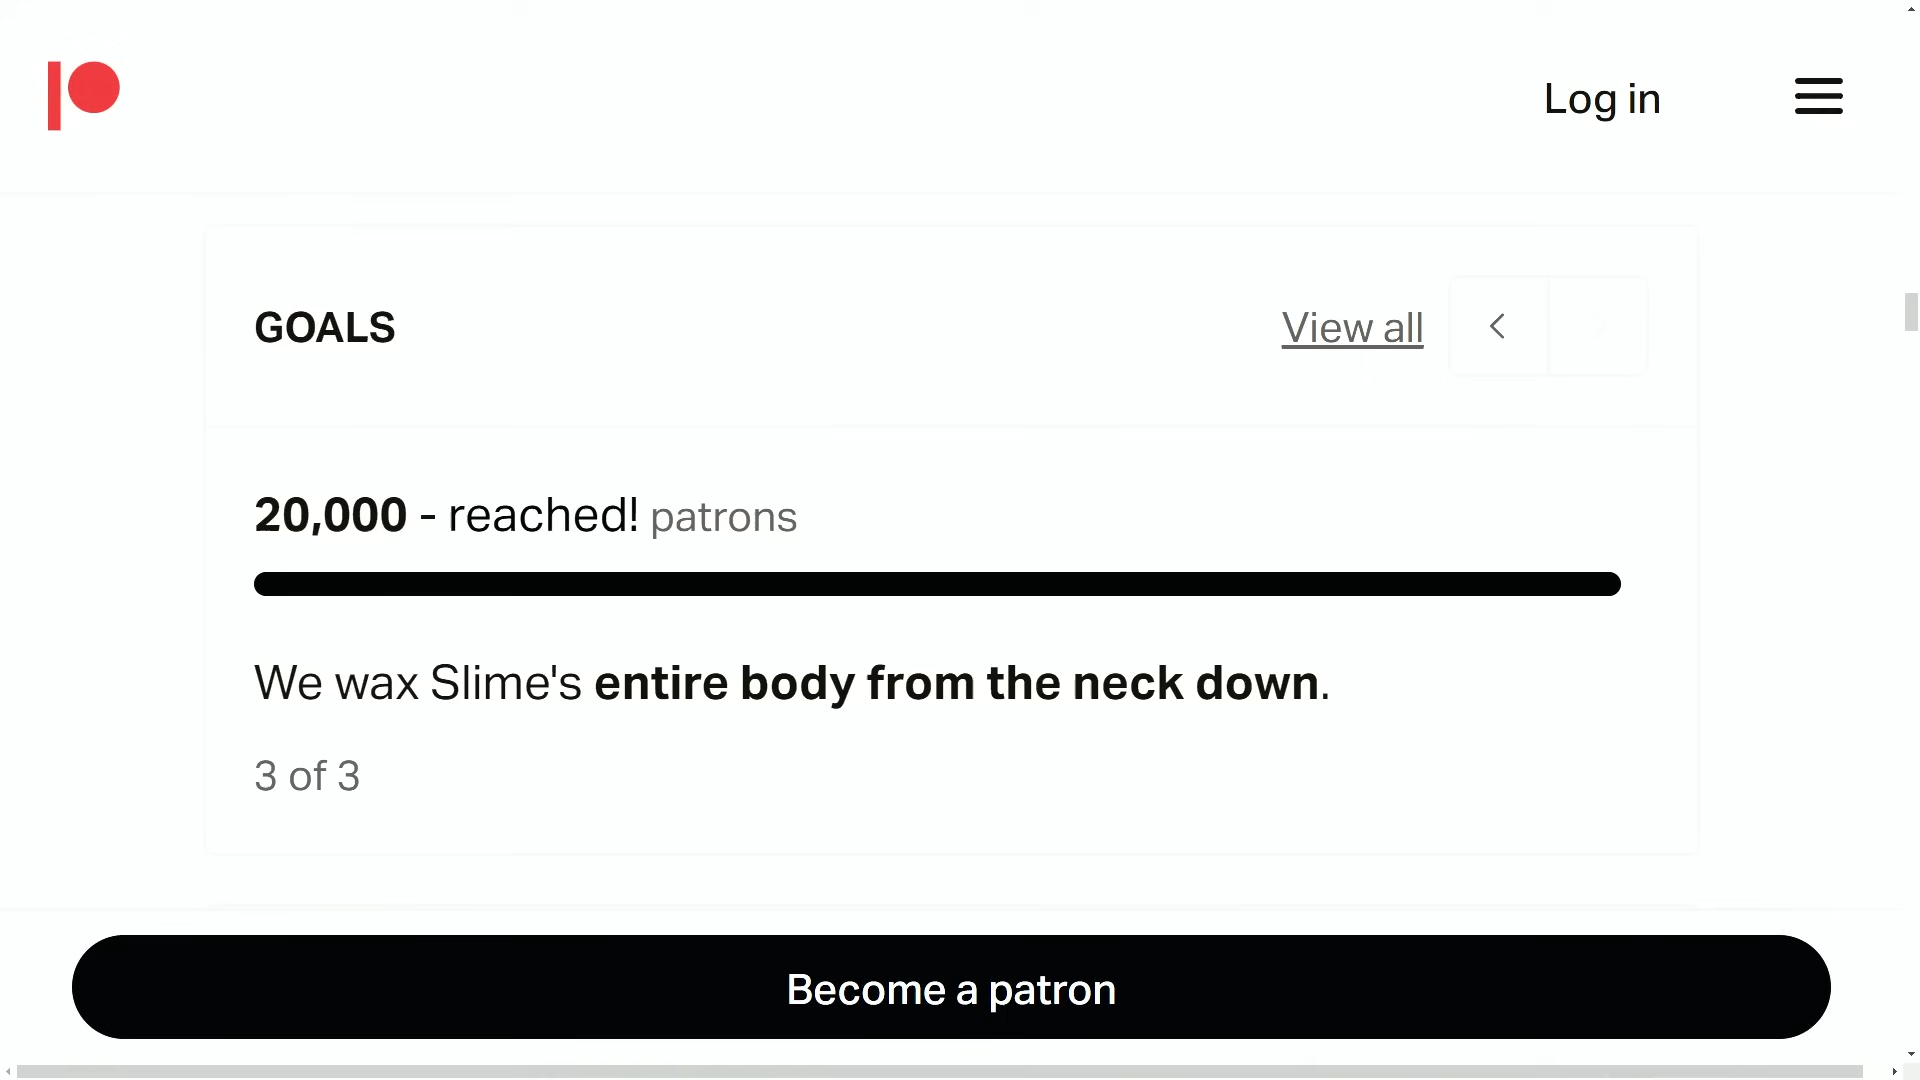 Log in
GOALS
View all
20,000 - reached! patrons
We wax Slime's entire body from the neck down.
3 of 3
Become a patron